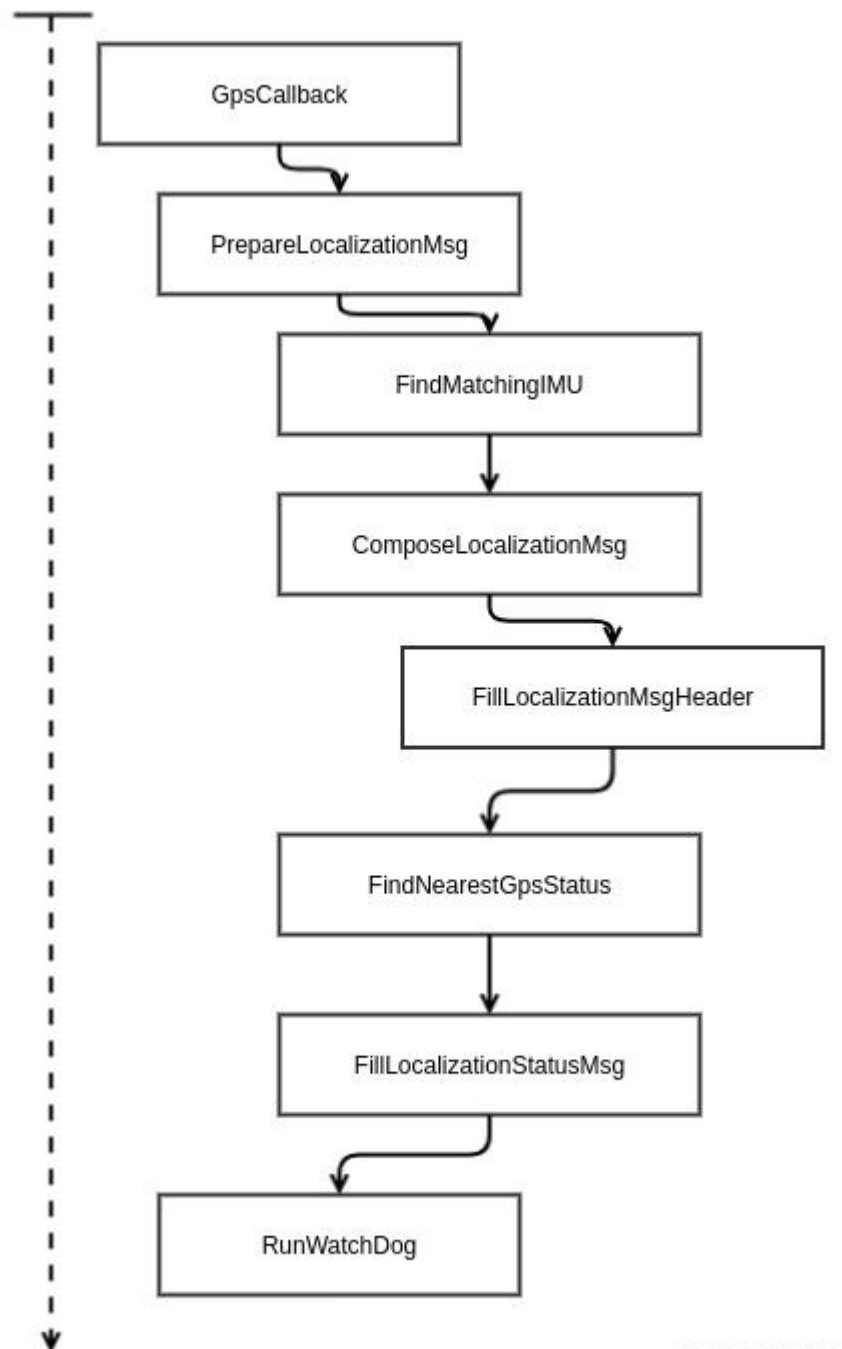 GpsCallback
PrepareLocalizationMsg
FindMatchingIMU
ComposeLocalizationMsg
FillLocalizationMsgHeader
FindNearestGpsStatus
FillLocalizationStatusMsg
RunWatchDog